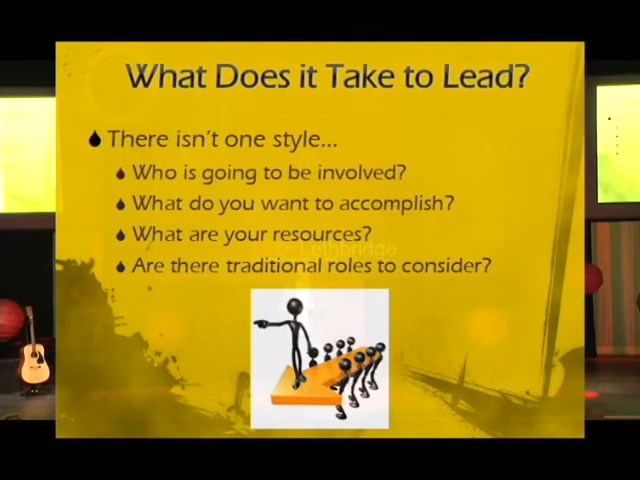 What Does it Take to Lead?
There isn't one style...
Who is going to be involved?
What do you want to accomplish?
What are your resources?
Lethbridge
Are there traditional roles to consider?